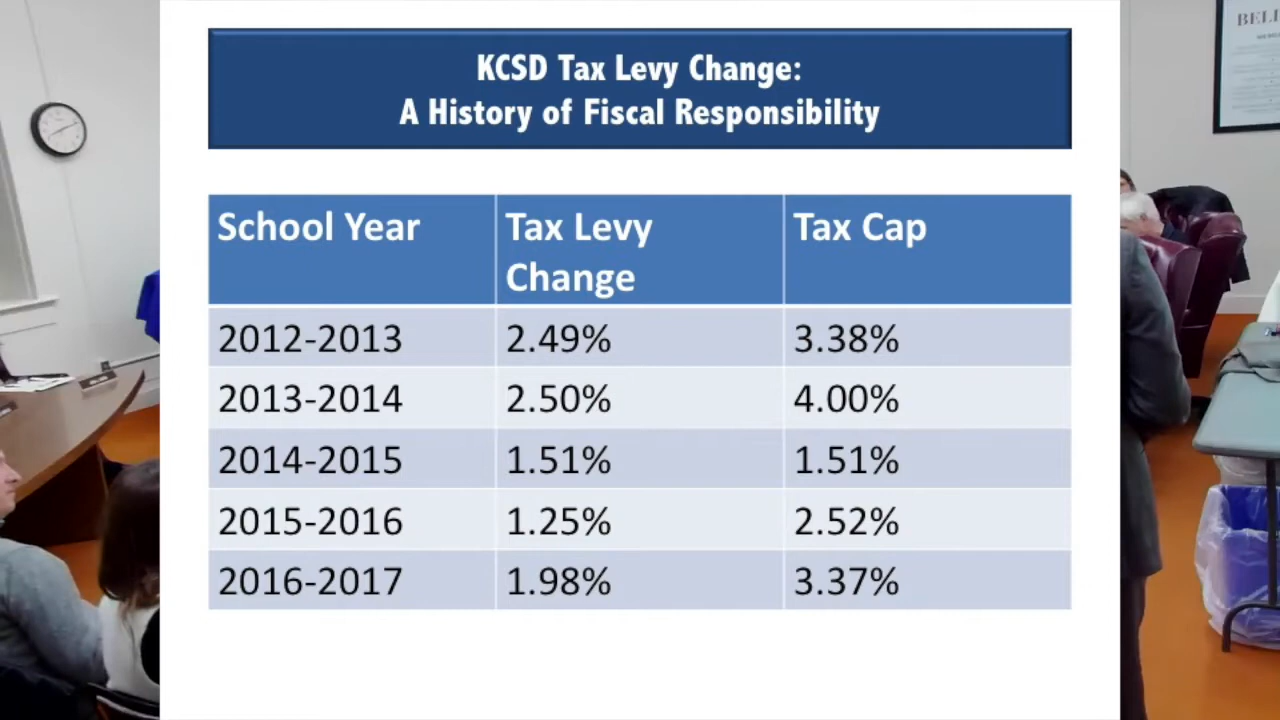 KCSD Tax Levy Change:
A History of Fiscal Responsibility
School Year Tax Levy Change Tax Cap
2012-2013 2.49% 3.38%
2013-2014 2.50% 4.00%
2014-2015 1.51% 1.51%
2015-2016 1.25% 2.52%
2016-2017 1.98% 3.37%